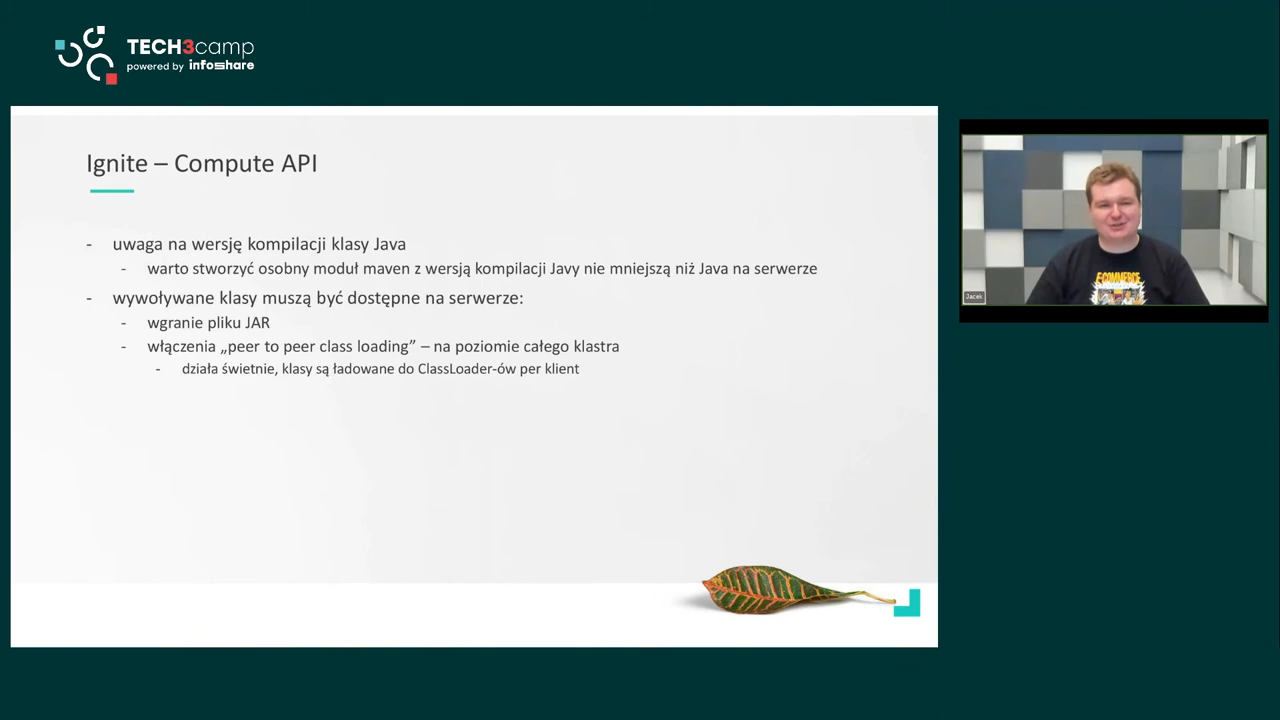 TECH3camp
powered by infoshare
Ignite – Compute API
- uwaga na wersję kompilacji klasy Java
- warto stworzyć osobny moduł maven z wersją kompilacji Javy nie mniejszą niż Java na serwerze
- wywoływane klasy muszą być dostępne na serwerze:
- wgranie pliku JAR
- włączenia „peer to peer class loading” – na poziomie całego klastra
- działa świetnie, klasy są ładowane do ClassLoader-ów per klient
ECOMMERCE
Jacek